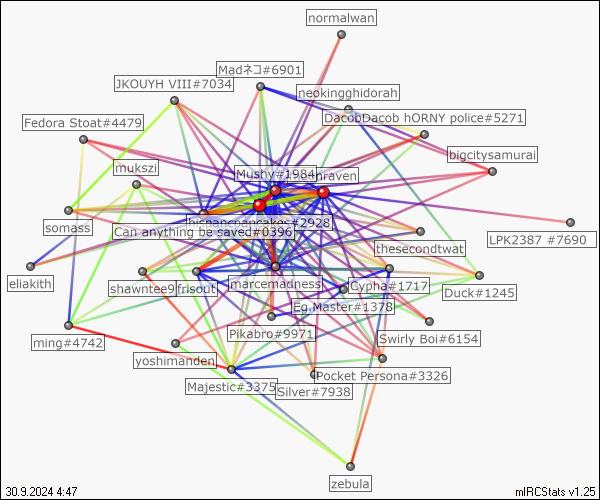 normalwan
Madネコ#6901
JKOUYH VIII#7034
neokingghidorah
DacobDacob hORNY police#5271
Fedora Stoat#4479
bigcitysamurai
mukszi
Mushy#1984
nraven
somass
#2928
Can anything be saved#0396
LPK2387 #7690
thesecondtwat
eliakith
shawntee9
frisout
marcemadness
Cypha#1717
Duck#1245
Eg Master#1378
Pikabro#9971
Swirly Boi#6154
ming#4742
yoshimanden
Pocket Persona#3326
Majestic#3375
Silver#7938
zebula
30.9.2024 4:47
mIRCStats v1.25